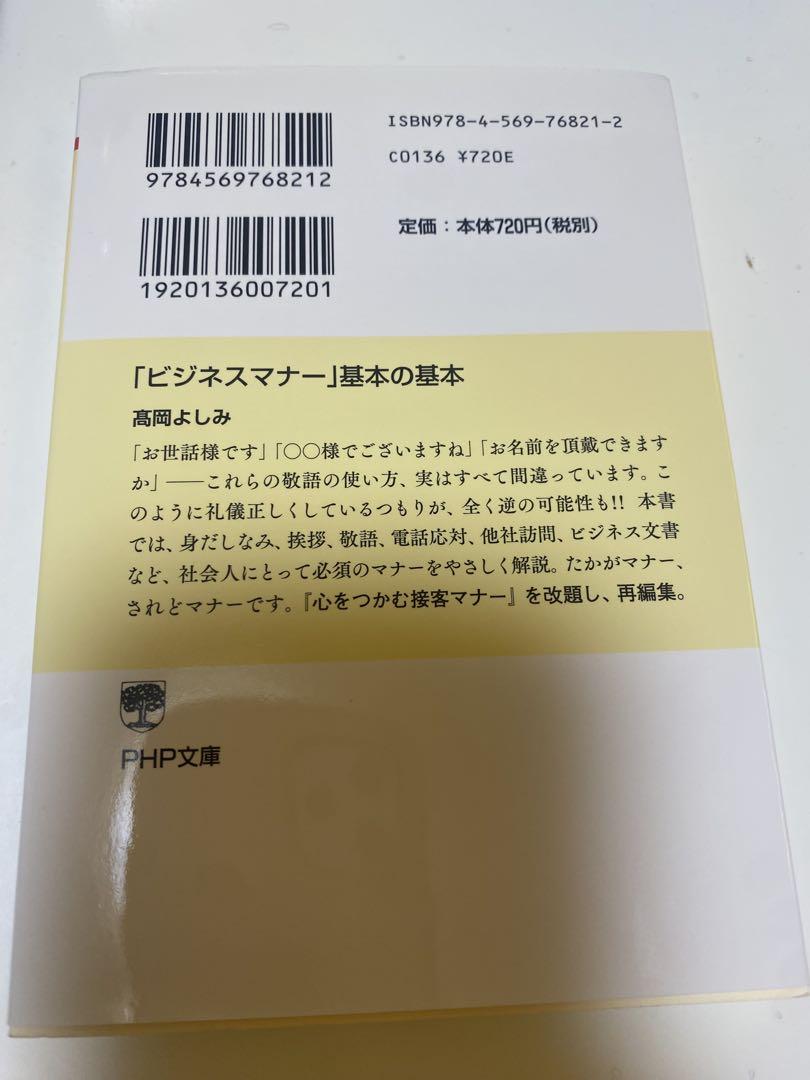 ISBN978-4-569-76821-2
9784569768212
C0136 ¥720E
1920136007201
定価：本体720円(税別)
「ビジネスマナー」基本の基本
髙岡よしみ
「お世話様です」「〇〇様でございますね」「お名前を頂戴できます
か」――これらの敬語の使い方、実はすべて間違っています。こ
のように礼儀正しくしているつもりが、全く逆の可能性も!! 本書
では、身だしなみ、挨拶、敬語、電話応対、他社訪問、ビジネス文書
など、社会人にとって必須のマナーをやさしく解説。たかがマナー、
されどマナーです。『心をつかむ接客マナー』を改題し、再編集。
PHP文庫